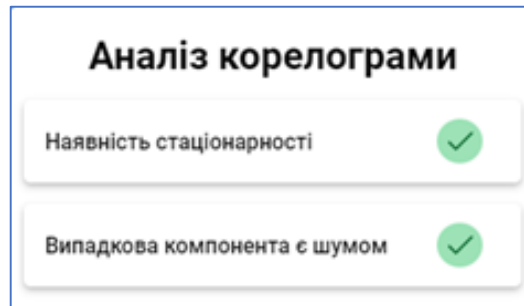 Аналіз корелограми
Наявність стаціонарності
Випадкова компонента є шумом